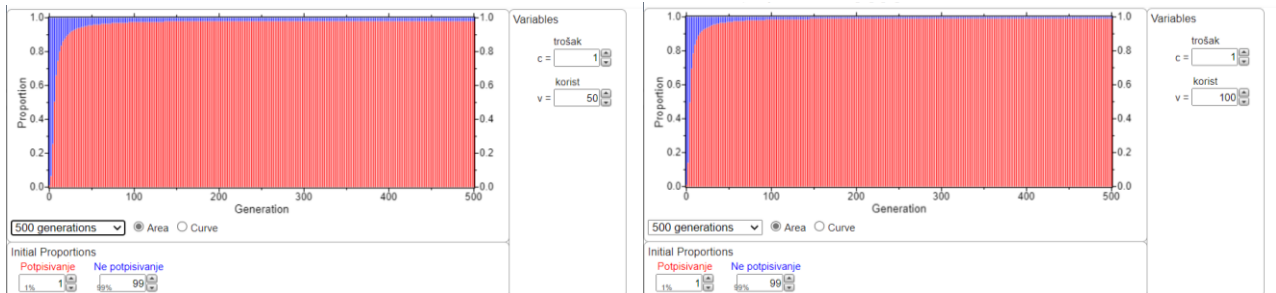 1.0
0.8
0.6
0.4
0.2
0.0
Proportion
1.0
0.8
0.6
0.4
0.2
0.0
0 100 200 300 400 500
Generation
500 generations Area Curve
Initial Proportions
Potpisivanje Ne potpisivanje
1% 1 99% 99
Variables
trošak
c = 1
korist
v = 50
1.0
0.8
0.6
0.4
0.2
0.0
Proportion
1.0
0.8
0.6
0.4
0.2
0.0
0 100 200 300 400 500
Generation
500 generations Area Curve
Initial Proportions
Potpisivanje Ne potpisivanje
1% 1 99% 99
Variables
trošak
c = 1
korist
v = 100